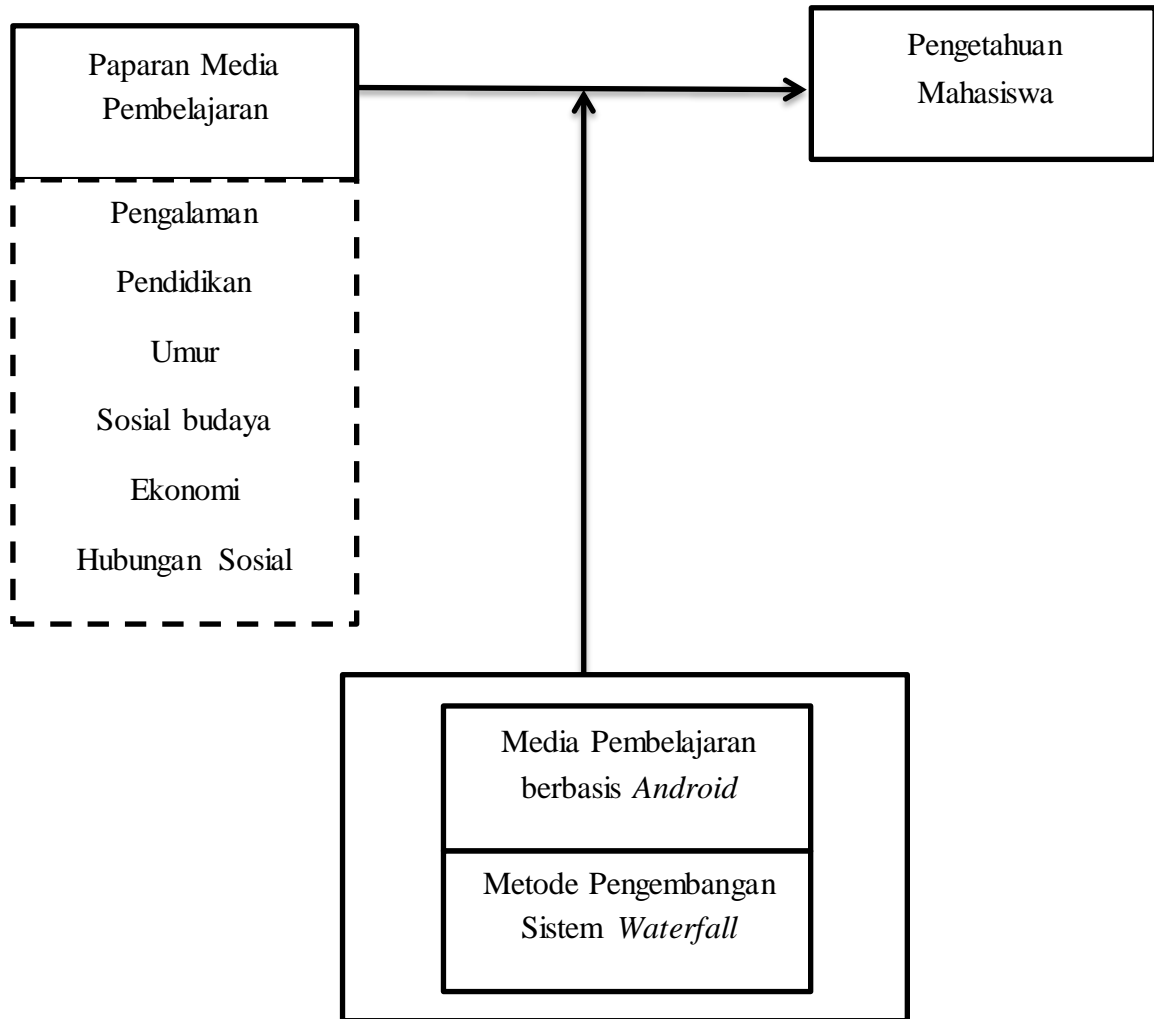 Paparan Media
Pembelajaran
Pengetahuan
Mahasiswa
Pengalaman
Pendidikan
Umur
Sosial budaya
Ekonomi
Hubungan Sosial
Media Pembelajaran
berbasis Android
Metode Pengembangan
Sistem Waterfall